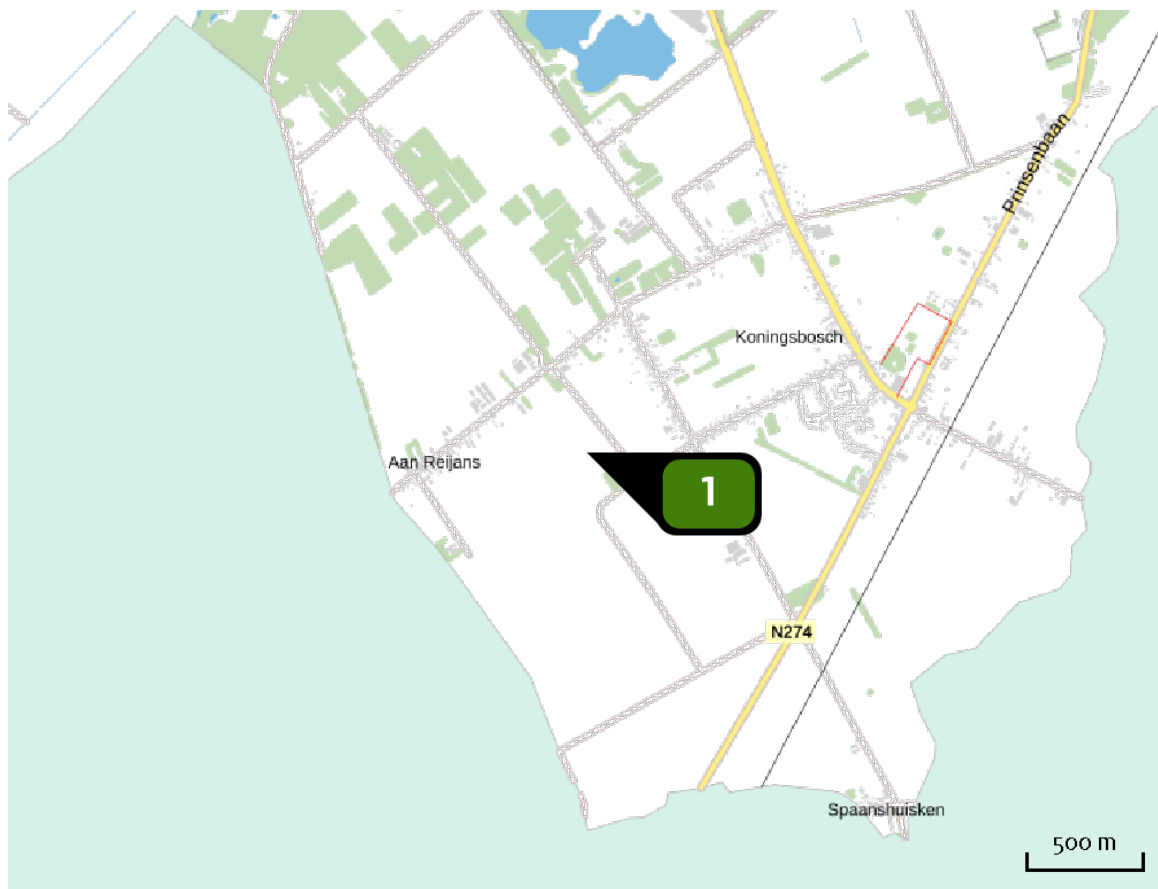 Prinsenbaan
Koningsbosch
Aan Reijans
1
N274
Spaanshuisken
500 m